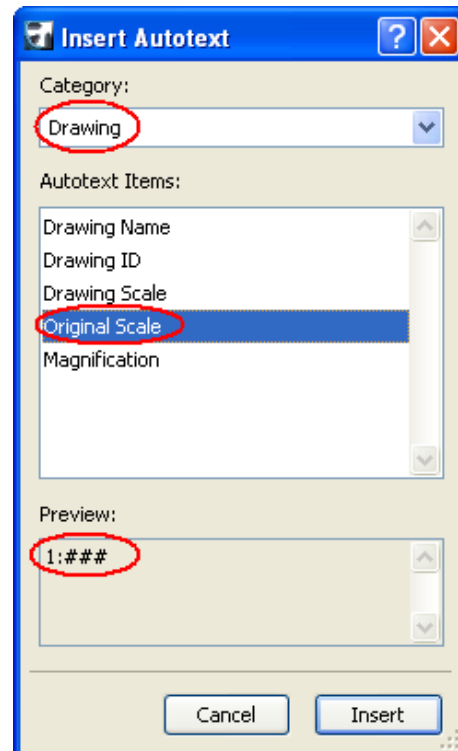 Insert Autotext
Category:
Drawing
Autotext Items:
Drawing Name
Drawing ID
Drawing Scale
Original Scale
Magnification
Preview:
1:###
Cancel Insert